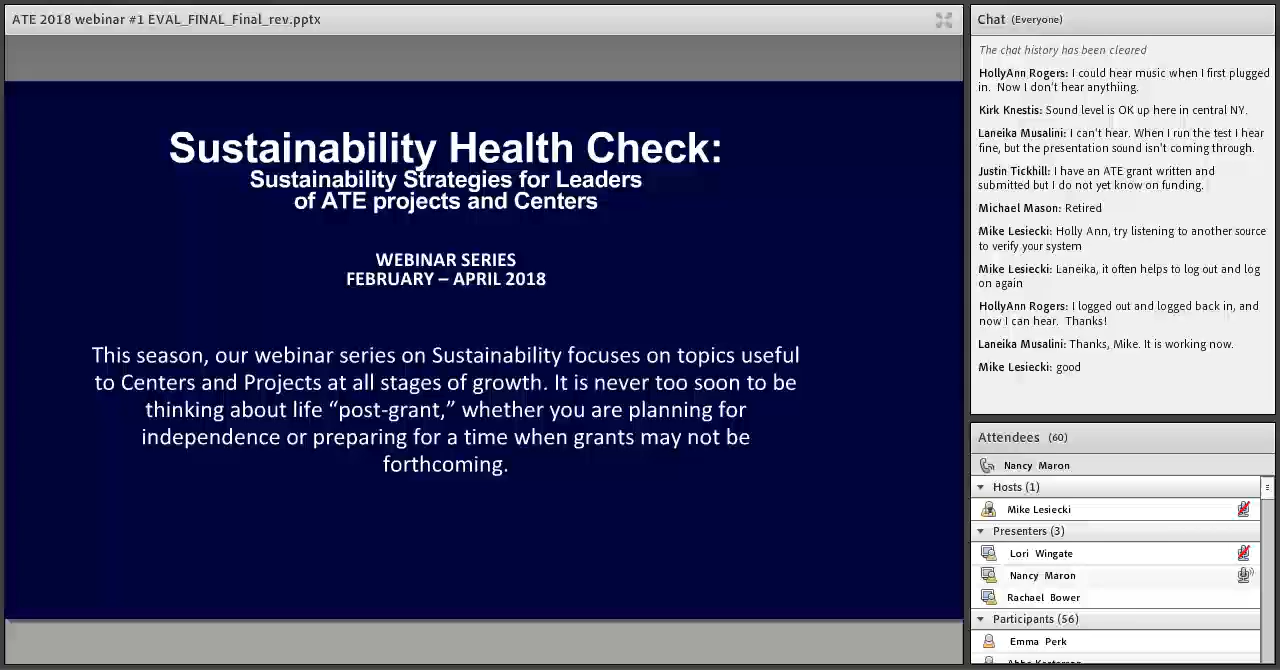 ATE 2018 webinar #1 EVAL_FINAL_Final_rev.pptx
Sustainability Health Check:
Sustainability Strategies for Leaders
of ATE projects and Centers
WEBINAR SERIES
FEBRUARY – APRIL 2018
This season, our webinar series on Sustainability focuses on topics useful
to Centers and Projects at all stages of growth. It is never too soon to be
thinking about life “post-grant,” whether you are planning for
independence or preparing for a time when grants may not be
forthcoming.
Chat (Everyone)
The chat history has been cleared
HollyAnn Rogers: I could hear music when I first plugged
in. Now I don't hear anythiing.
Kirk Knestis: Sound level is OK up here in central NY.
Laneika Musalini: I can't hear. When I run the test I hear
fine, but the presentation sound isn't coming through.
Justin Tickhill: I have an ATE grant written and
submitted but I do not yet know on funding.
Michael Mason: Retired
Mike Lesiecki: Holly Ann, try listening to another source
to verify your system
Mike Lesiecki: Laneika, it often helps to log out and log
on again
HollyAnn Rogers: I logged out and logged back in, and
now I can hear. Thanks!
Laneika Musalini: Thanks, Mike. It is working now.
Mike Lesiecki: good
Attendees (60)
Nancy Maron
Hosts (1)
Mike Lesiecki
Presenters (3)
Lori Wingate
Nancy Maron
Rachael Bower
Participants (56)
Emma Perk